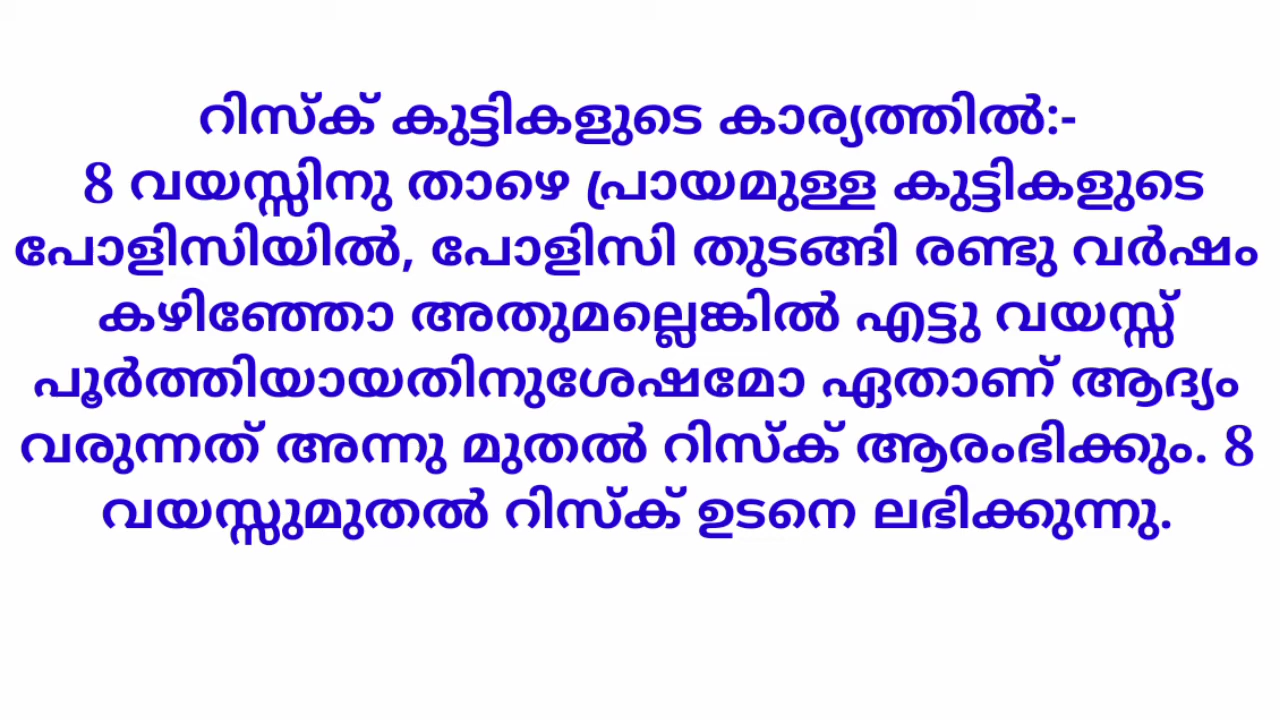 റിസ്ക് കുട്ടികളുടെ കാര്യത്തിൽ:-
8 വയസ്സിനു താഴെ പ്രായമുള്ള കുട്ടികളുടെ
പോളിസിയിൽ, പോളിസി തുടങ്ങി രണ്ടു വർഷം
കഴിഞ്ഞോ അതുമല്ലെങ്കിൽ എട്ടു വയസ്സ്
പൂർത്തിയായതിനുശേഷമോ ഏതാണ് ആദ്യം
വരുന്നത് അന്നു മുതൽ റിസ്ക് ആരംഭിക്കും. 8
വയസ്സുമുതൽ റിസ്ക് ഉടനെ ലഭിക്കുന്നു.